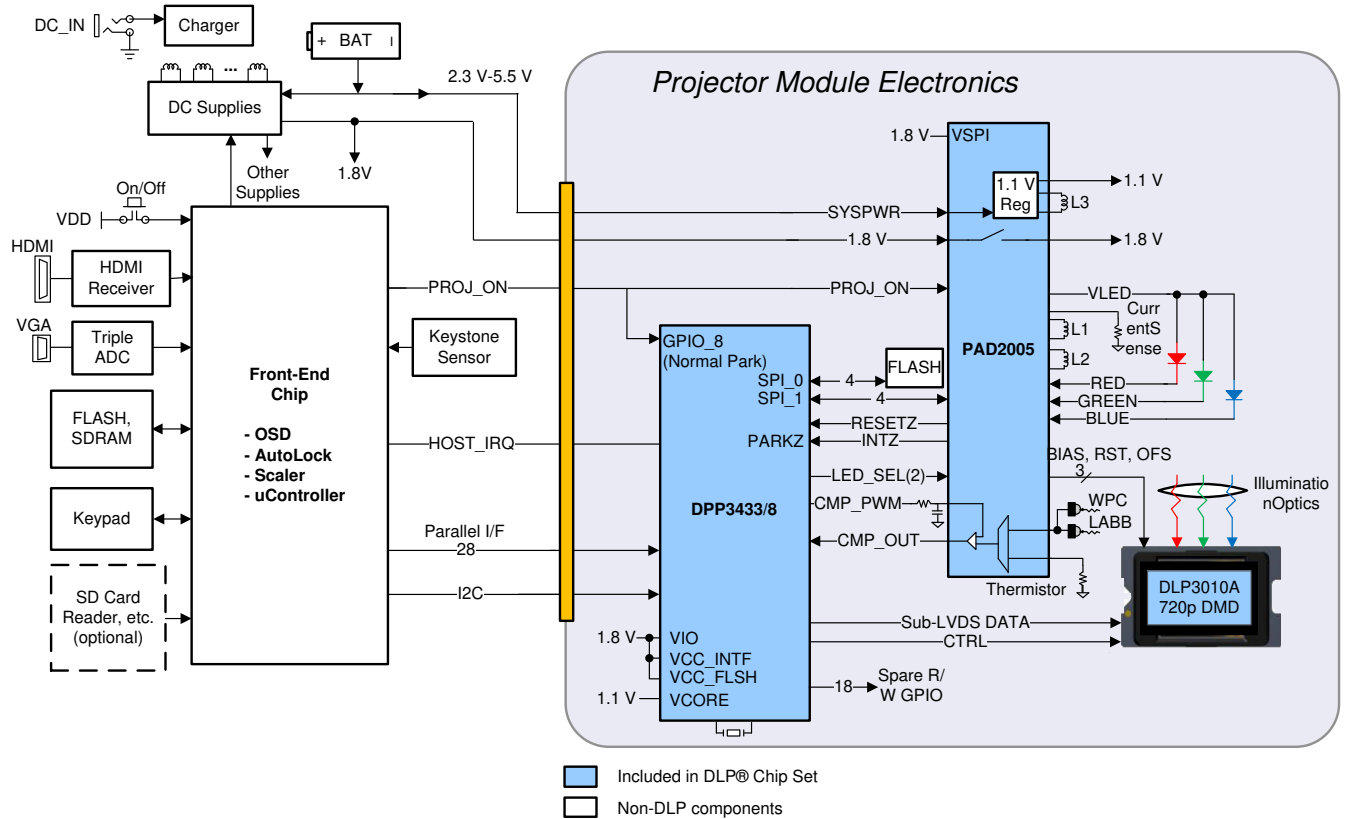 DC_IN
Charger
+ BAT
DC Supplies
2.3 V-5.5 V
Other
Supplies
1.8V
On/Off
VDD
HDMI
HDMI
Receiver
VGA
Triple
ADC
FLASH,
SDRAM
Keypad
SD Card
Reader, etc.
(optional)
Front-End
Chip
- OSD
- AutoLock
- Scaler
- uController
PROJ_ON
Keystone
Sensor
HOST_IRQ
Parallel I/F
28
I2C
Projector Module Electronics
SYSPWR
1.8 V
PROJ_ON
GPIO_8
(Normal Park)
SPI_0
SPI_1
PARKZ
DPP3433/8
VIO
VCC_INTF
VCC_FLSH
VCORE
1.8 V
1.1 V
4
4
FLASH
RESETZ
INTZ
LED_SEL(2)
CMP_PWM
CMP_OUT
Sub-LVDS DATA
CTRL
18
Spare R/
W GPIO
1.8 V
VSPI
1.1 V
Reg
L3
1.1 V
1.8 V
PAD2005
VLED
Curr
entS
ense
L1
L2
RED
GREEN
BLUE
BIAS, RST, OFS
3
WPC
LABB
Thermistor
Illuminatio
nOptics
DLP3010A
720p DMD
Included in DLP® Chip Set
Non-DLP components